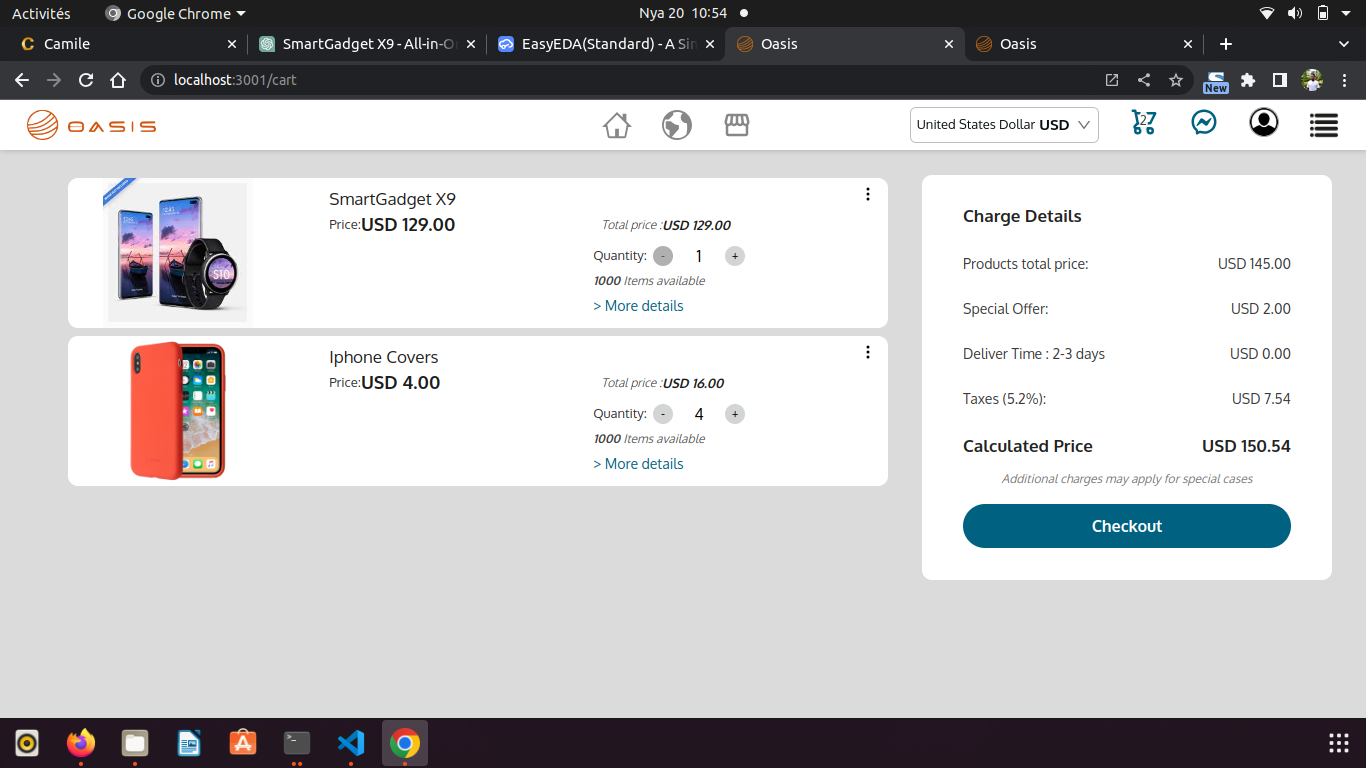 Activités Google Chrome Nya 20 10:54
Camile SmartGadget X9 - All-in-O EasyEDA(Standard) - A Sin Oasis Oasis
localhost:3001/cart New
OASIS United States Dollar USD 27
SmartGadget X9
Price:USD 129.00 Total price :USD 129.00
Quantity: - 1 +
1000 Items available
> More details
S10
Iphone Covers
Price:USD 4.00 Total price :USD 16.00
Quantity: - 4 +
1000 Items available
> More details
Charge Details
Products total price: USD 145.00
Special Offer: USD 2.00
Deliver Time : 2-3 days USD 0.00
Taxes (5.2%): USD 7.54
Calculated Price USD 150.54
Additional charges may apply for special cases
Checkout